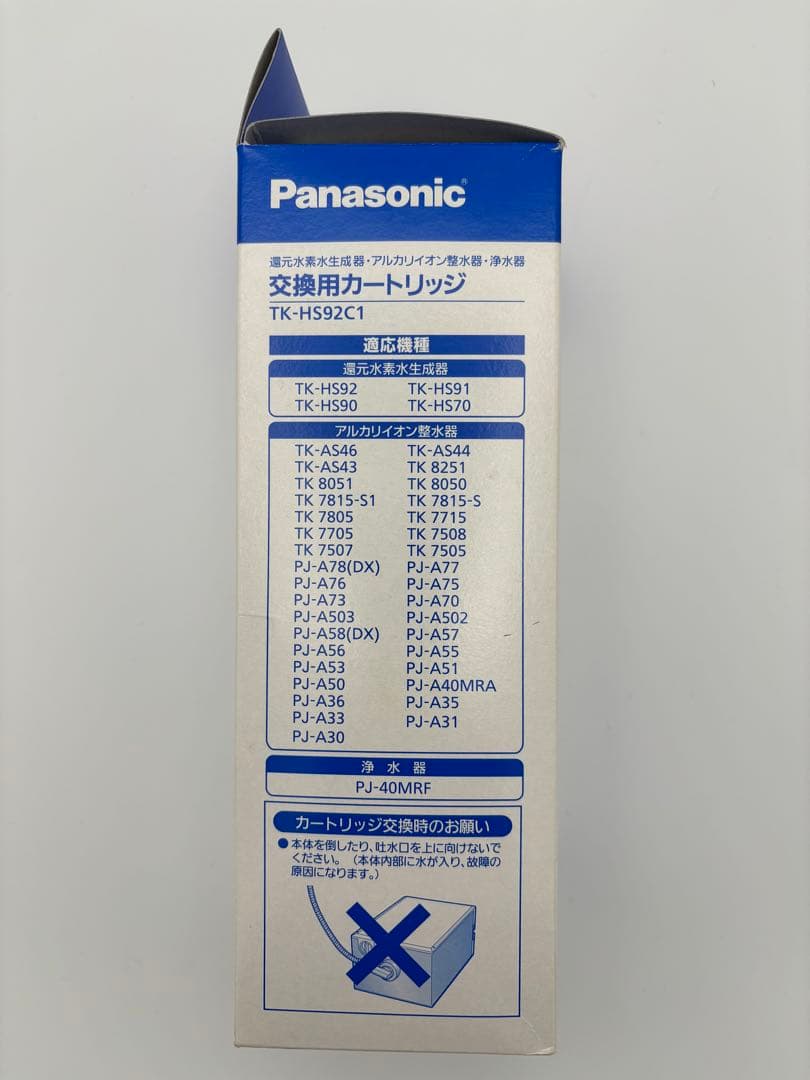 Panasonic®
還元水素水生成器・アルカリイオン整水器・浄水器
交換用カートリッジ
TK-HS92C1
適応機種
還元水素水生成器
TK-HS92 TK-HS91
TK-HS90 TK-HS70
アルカリイオン整水器
TK-AS46 TK-AS44
TK-AS43 TK 8251
TK 8051 TK 8050
TK 7815-S1 TK 7815-S
TK 7805 TK 7715
TK 7705 TK 7508
TK 7507 TK 7505
PJ-A78(DX) PJ-A77
PJ-A76 PJ-A75
PJ-A73 PJ-A70
PJ-A503 PJ-A502
PJ-A58(DX) PJ-A57
PJ-A56 PJ-A55
PJ-A53 PJ-A51
PJ-A50 PJ-A40MRA
PJ-A36 PJ-A35
PJ-A33 PJ-A31
PJ-A30
浄水器
PJ-40MRF
カートリッジ交換時のお願い
●本体を倒したり、吐水口を上に向けないで
ください。（本体内部に水が入り、故障の
原因になります。）